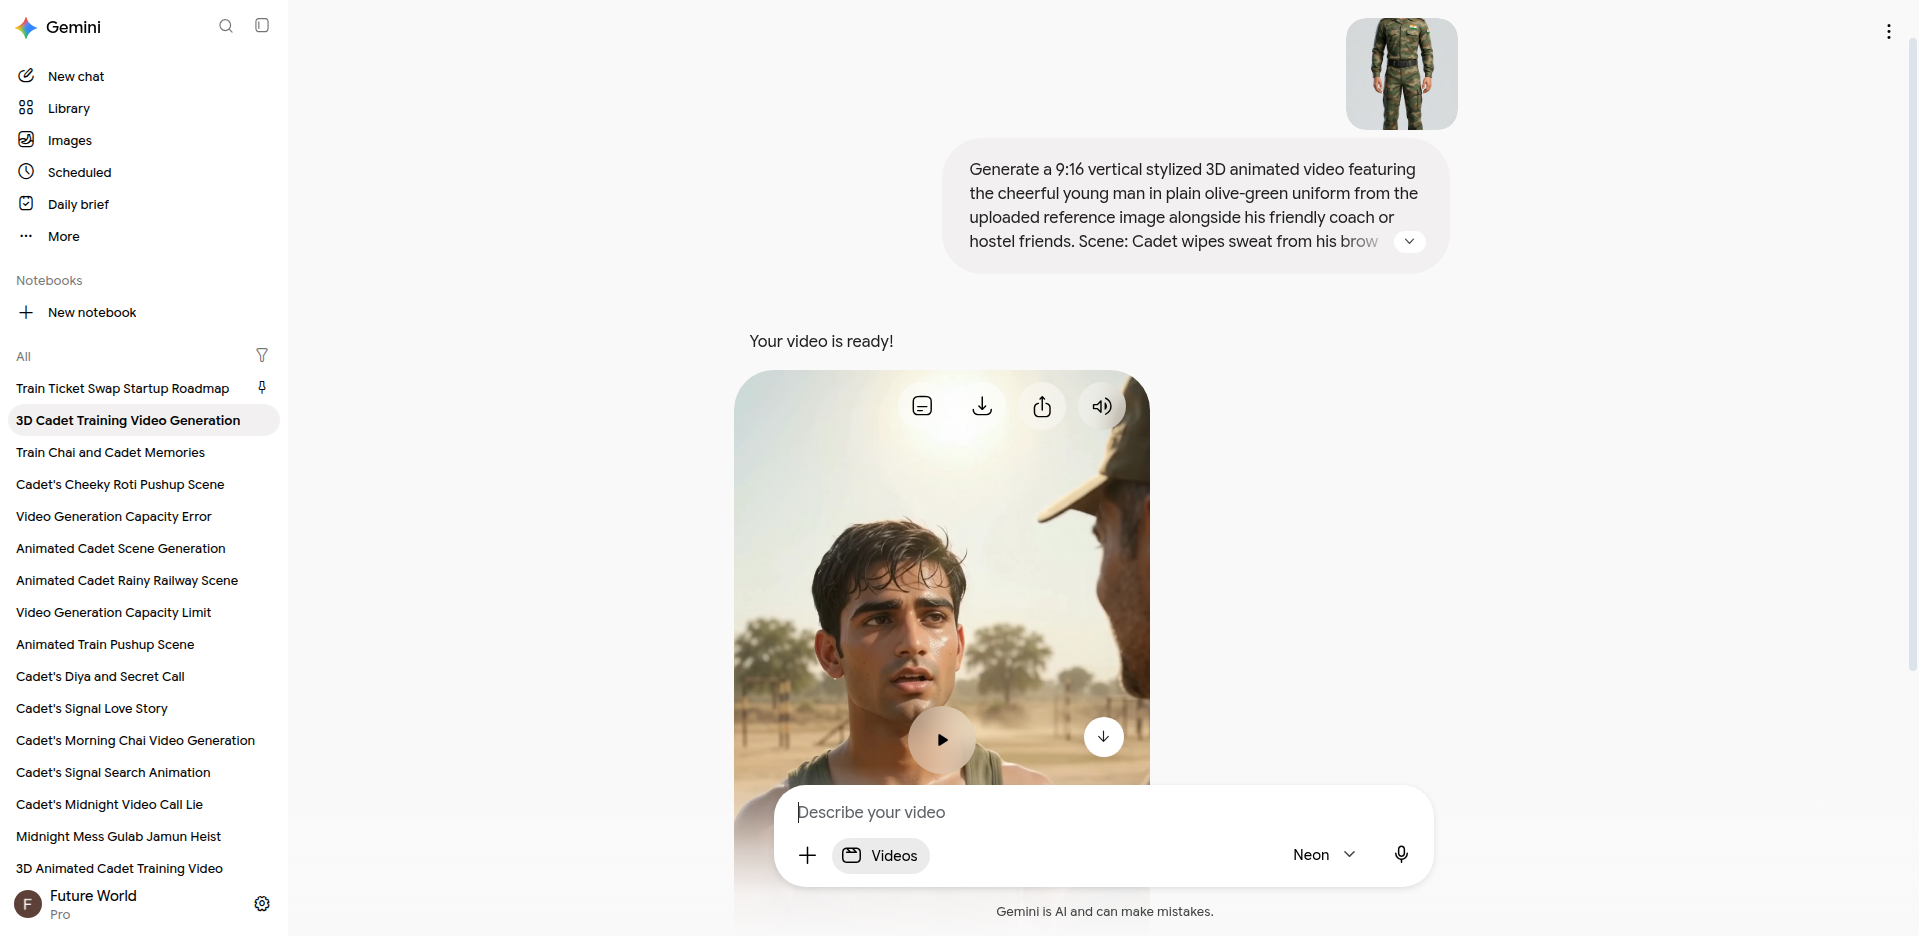 Gemini
New chat
Library
Images
Scheduled
Daily brief
More
Notebooks
New notebook
All
Train Ticket Swap Startup Roadmap
3D Cadet Training Video Generation
Train Chai and Cadet Memories
Cadet's Cheeky Roti Pushup Scene
Video Generation Capacity Error
Animated Cadet Scene Generation
Animated Cadet Rainy Railway Scene
Video Generation Capacity Limit
Animated Train Pushup Scene
Cadet's Diya and Secret Call
Cadet's Signal Love Story
Cadet's Morning Chai Video Generation
Cadet's Signal Search Animation
Cadet's Midnight Video Call Lie
Midnight Mess Gulab Jamun Heist
3D Animated Cadet Training Video
F
Future World
Pro
Generate a 9:16 vertical stylized 3D animated video featuring
the cheerful young man in plain olive-green uniform from the
uploaded reference image alongside his friendly coach or
hostel friends. Scene: Cadet wipes sweat from his brow
Your video is ready!
Describe your video
Videos
Neon
Gemini is AI and can make mistakes.